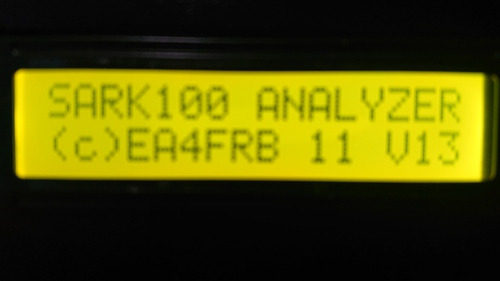 SARK100 ANALYZER
(c)EA4FRB 11 V13